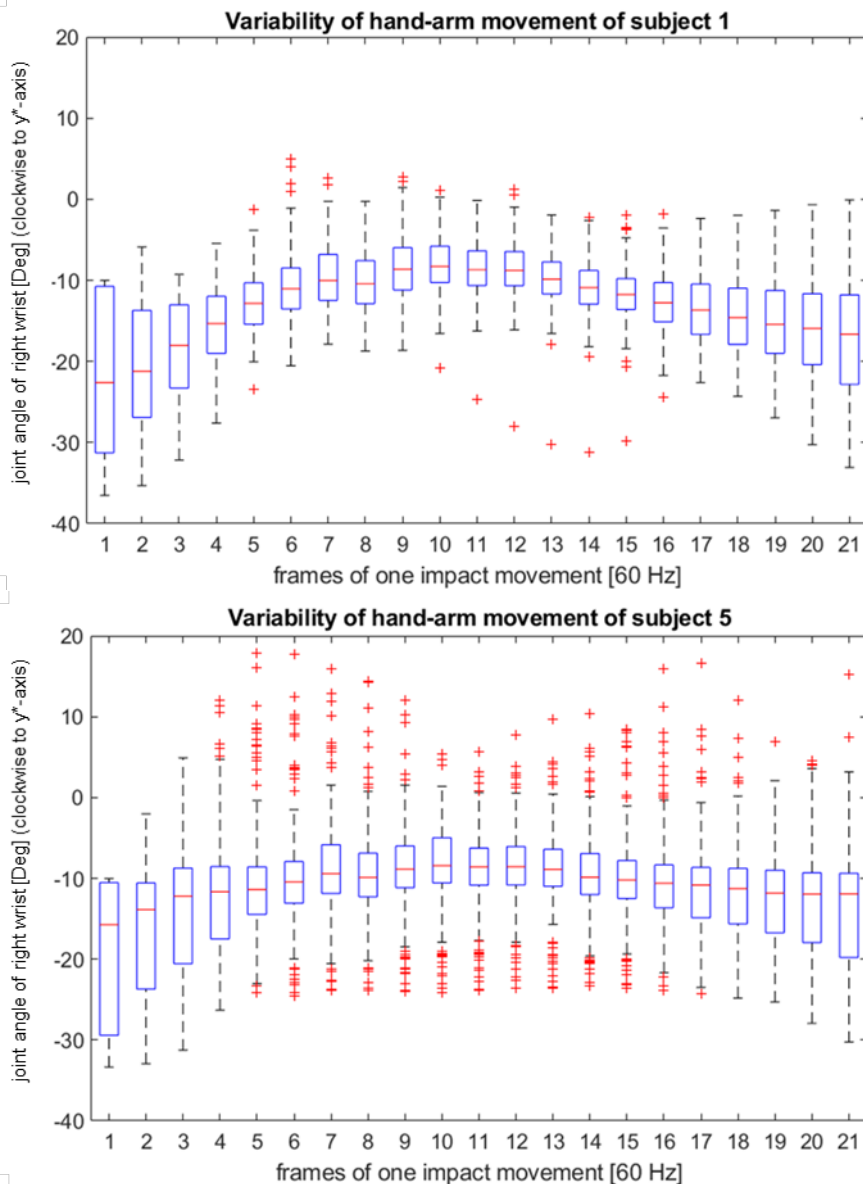 Variability of hand-arm movement of subject 1
joint angle of right wrist [Deg] (clockwise to y*-axis)
20
10
0
-10
-20
-30
-40
1 2 3 4 5 6 7 8 9 10 11 12 13 14 15 16 17 18 19 20 21
frames of one impact movement [60 Hz]
Variability of hand-arm movement of subject 5
joint angle of right wrist [Deg] (clockwise to y*-axis)
20
10
0
-10
-20
-30
-40
1 2 3 4 5 6 7 8 9 10 11 12 13 14 15 16 17 18 19 20 21
frames of one impact movement [60 Hz]